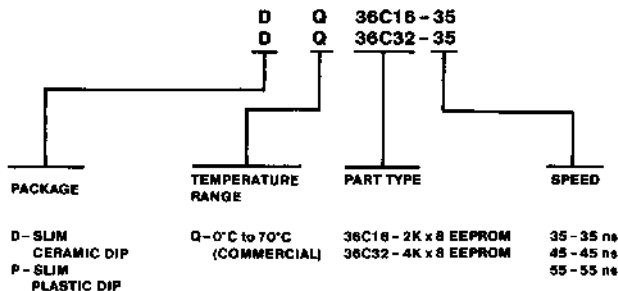 D Q 36C16-35
D Q 36C32-35
PACKAGE
TEMPERATURE
RANGE
PART TYPE
SPEED
D-SLIM
CERAMIC DIP
P-SLIM
PLASTIC DIP
Q-0°C to 70°C
(COMMERCIAL)
36C16-2K x 8 EEPROM
36C32-4K x 8 EEPROM
35-35 ns
45-45 ns
55-55 ns